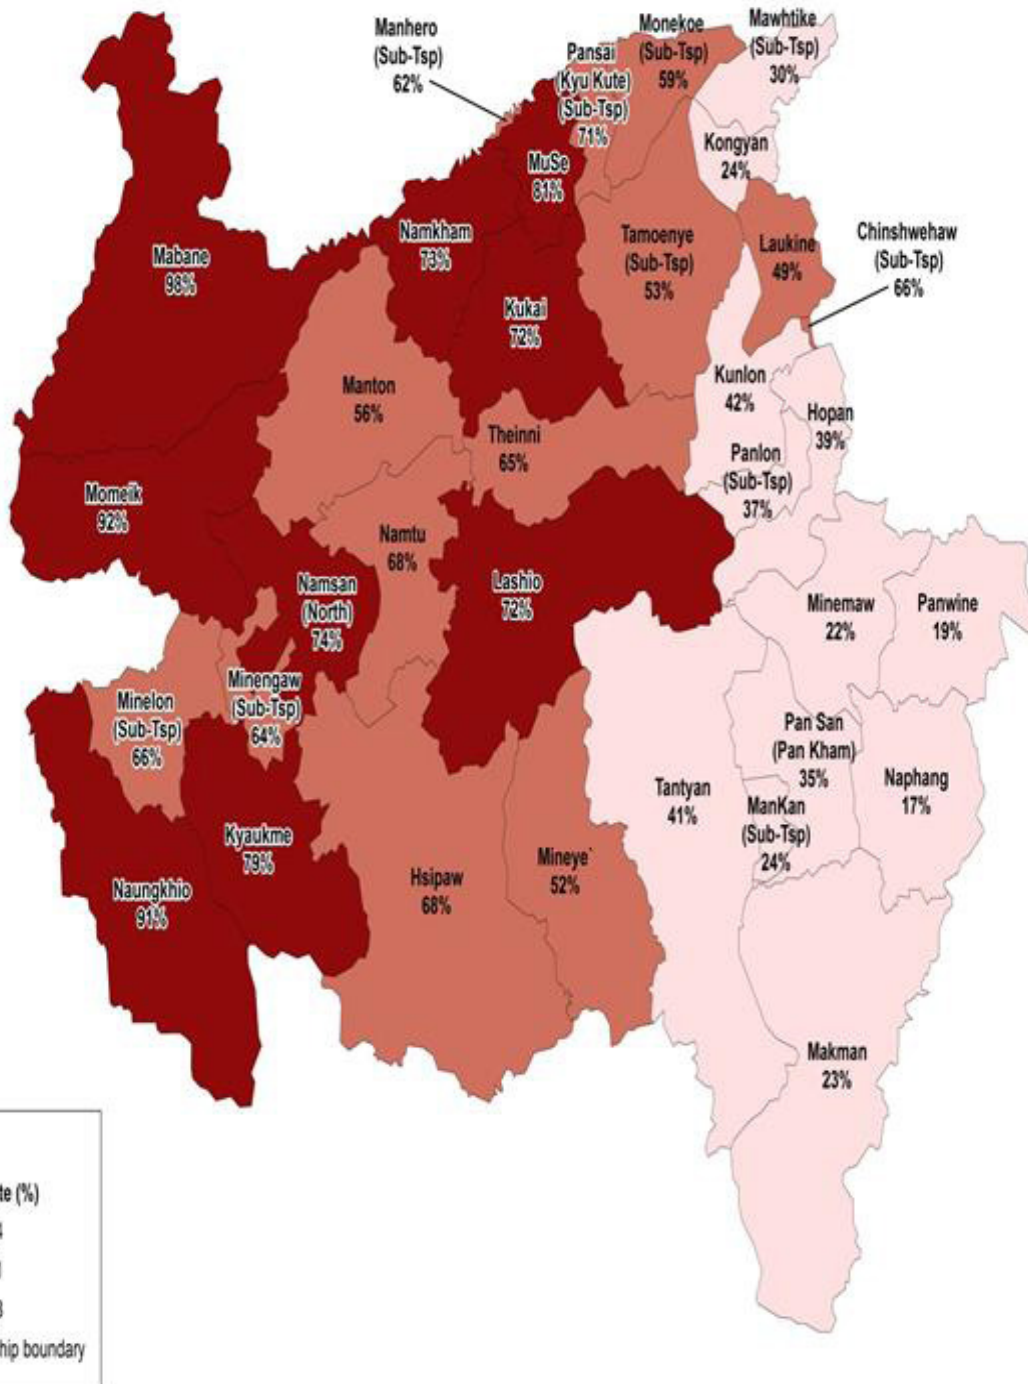 Manhero
(Sub-Tsp)
62%
Pansai
(Kyu Kute)
(Sub-Tsp)
71%
Monekoe
(Sub-Tsp)
59%
Mawhtike
(Sub-Tsp)
30%
Kongyan
24%
MuSe
81%
Namkham
73%
Mabane
98%
Tamoenye
(Sub-Tsp)
53%
Laukine
49%
Chinshwehaw
(Sub-Tsp)
66%
Kukai
72%
Manton
56%
Kunlon
42%
Hopan
39%
Theinni
65%
Panlon
(Sub-Tsp)
37%
Momeik
92%
Namtu
68%
Lashio
72%
Namsan
(North)
74%
Minemaw
22%
Panwine
19%
Minelon
(Sub-Tsp)
66%
Minengaw
(Sub-Tsp)
64%
Pan San
(Pan Kham)
35%
Naphang
17%
Tantyan
41%
ManKan
(Sub-Tsp)
24%
Kyaukme
79%
Hsipaw
68%
Mineye`
52%
Naungkhio
91%
Makman
23%
te (%)
hip boundary